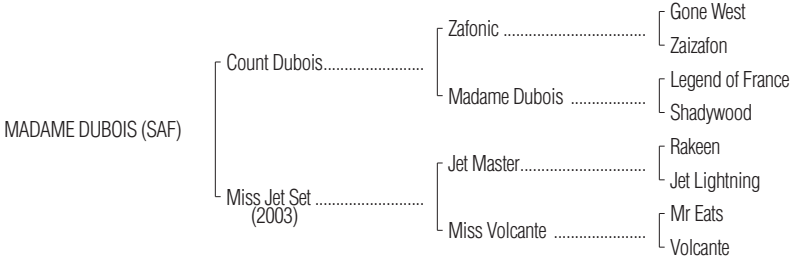 Gone West
Zafonic ..................................
Zaizafon
Count Dubois........................
Legend of France
Madame Dubois ..................
Shadywood
MADAME DUBOIS (SAF)
Rakeen
Jet Master..............................
Jet Lightning
Miss Jet Set .........................
(2003)
Mr Eats
Miss Volcante ......................
Volcante